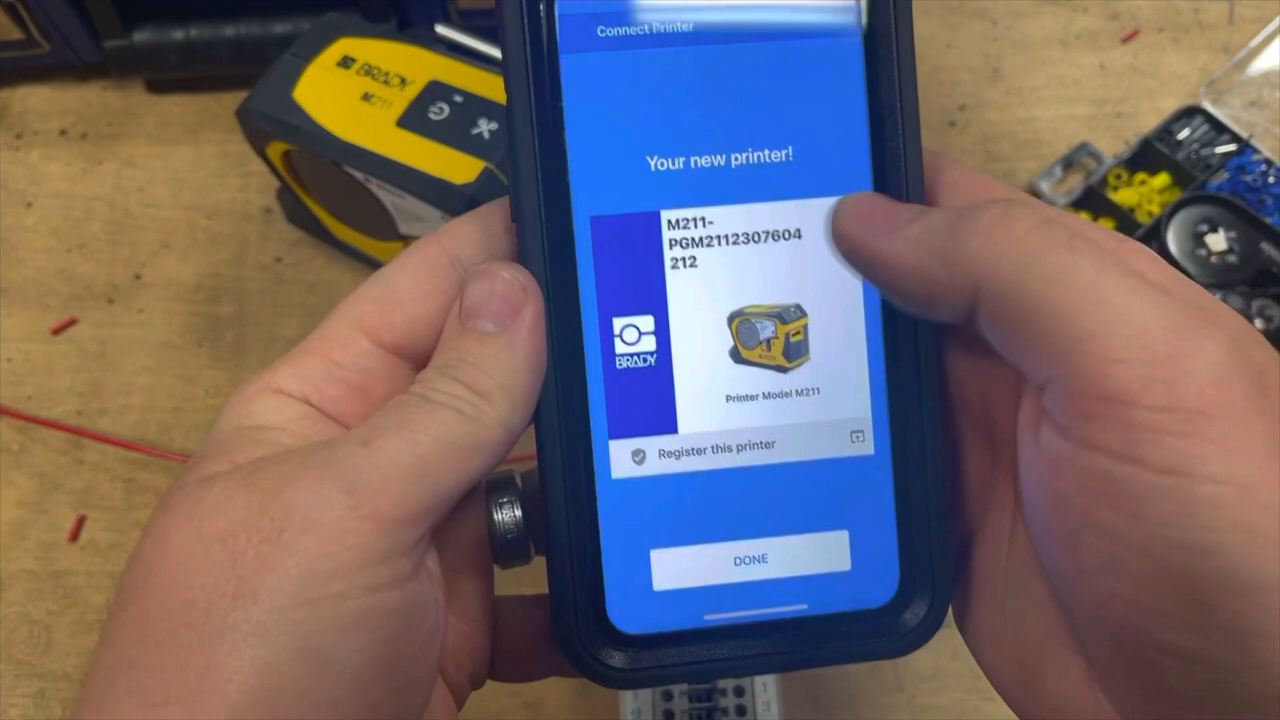 BRADY
M211
Connect Printer
Your new printer!
M211-
PGM2112307604
212
BRADY
Printer Model M211
Register this printer
DONE